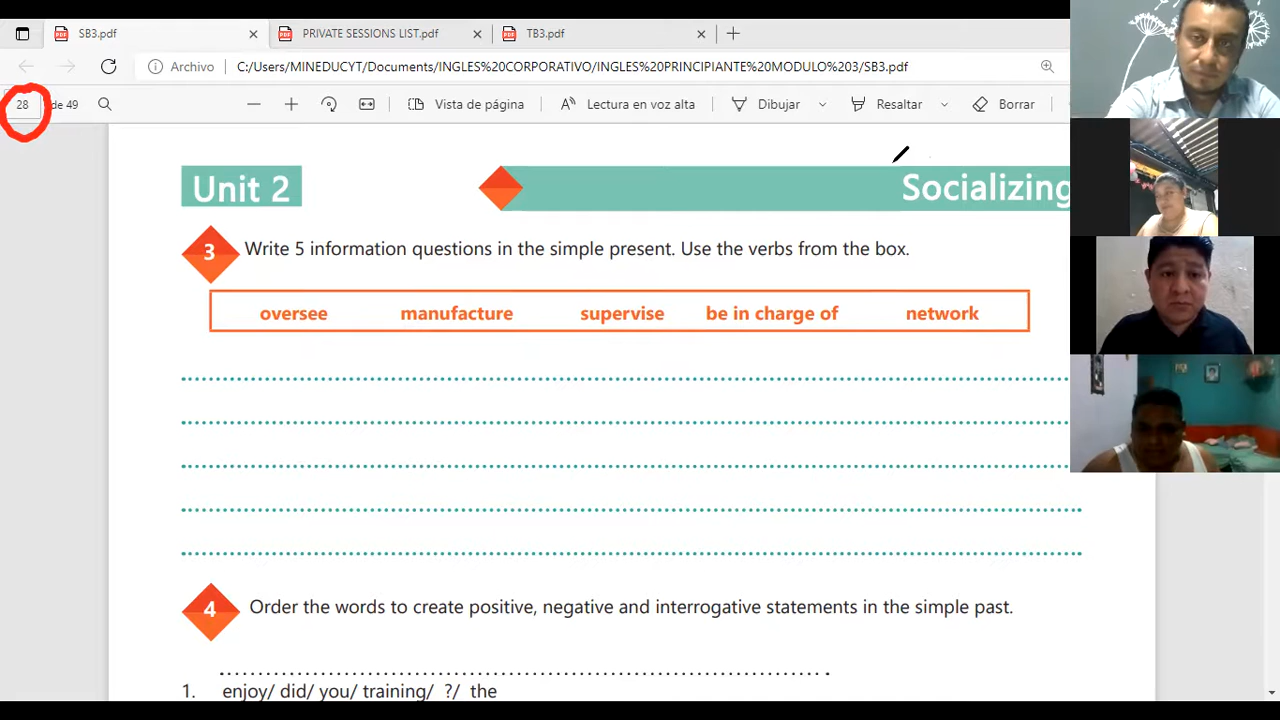 SB3.pdf
PRIVATE SESSIONS LIST.pdf
TB3.pdf
Archivo
C:/Users/MINEDUCYT/Documents/INGLES%20CORPORATIVO/INGLES%20PRINCIPIANTE%20MODULO%203/SB3.pdf
28 de 49
Vista de página
Lectura en voz alta
Dibujar
Resaltar
Borrar
Unit 2
Socializing
3 Write 5 information questions in the simple present. Use the verbs from the box.
oversee manufacture supervise be in charge of network
4 Order the words to create positive, negative and interrogative statements in the simple past.
1. enjoy/ did/ you/ training/ ?/ the